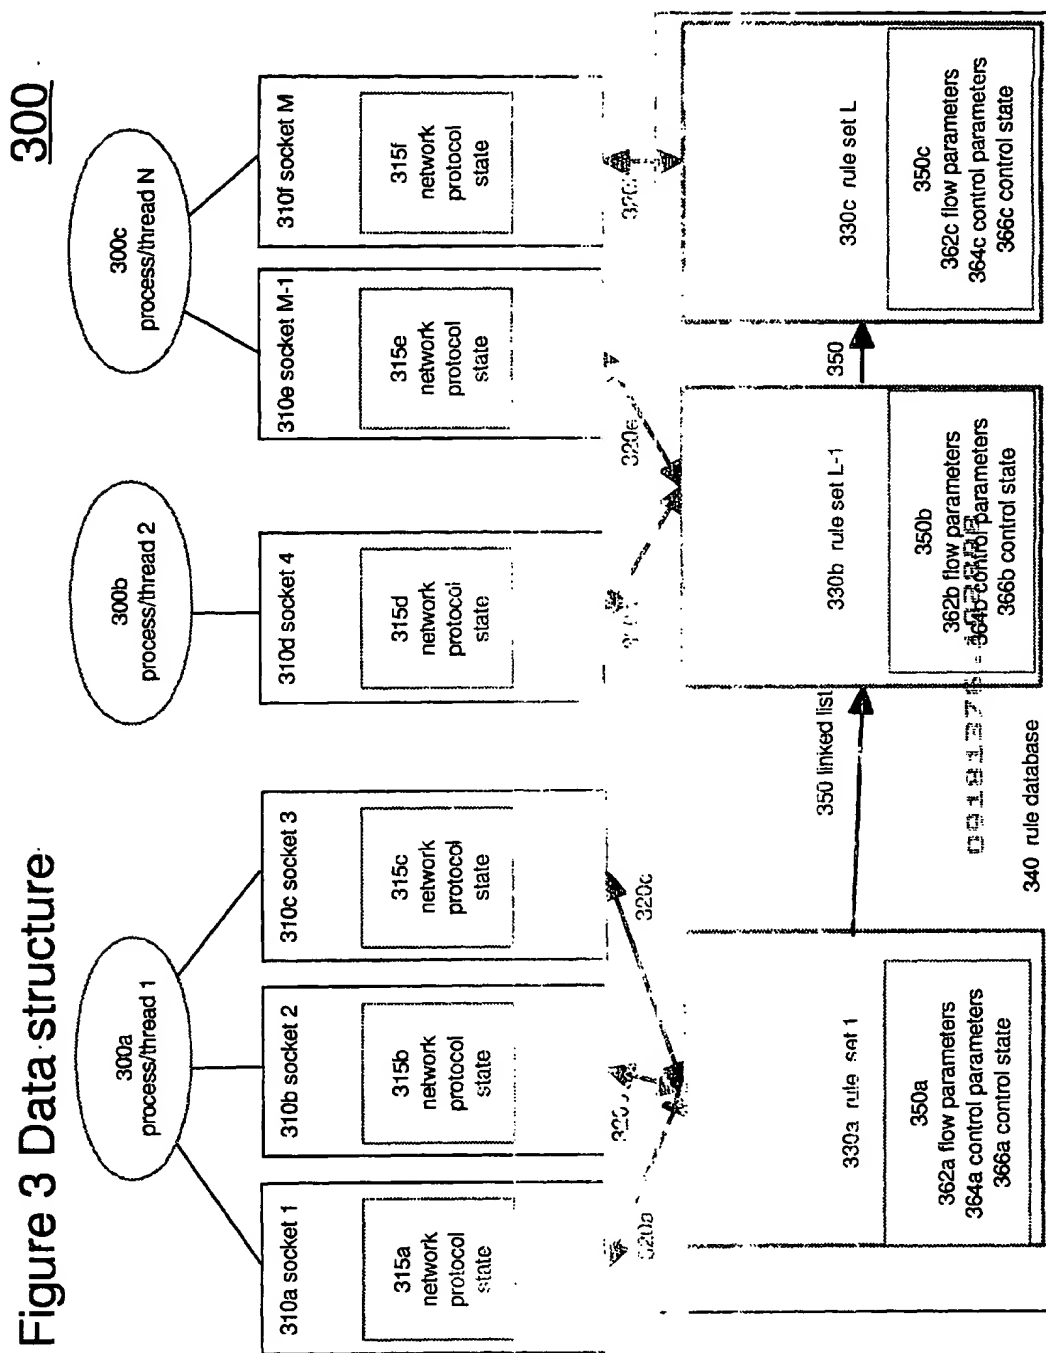 Figure 3 Data structure
300
300a
process/thread 1
300b
process/thread 2
300c
process/thread N
310a socket 1
310b socket 2
310c socket 3
310d socket 4
310e socket M-1
310f socket M
315a
network
protocol
state
315b
network
protocol
state
315c
network
protocol
state
315d
network
protocol
state
315e
network
protocol
state
315f
network
protocol
state
320a
320c
320e
330a rule set 1
350a
362a flow parameters
364a control parameters
366a control state
350 linked list
330b rule set L-1
350b
362b flow parameters
364b control parameters
366b control state
350
330c rule set L
350c
362c flow parameters
364c control parameters
366c control state
340 rule database